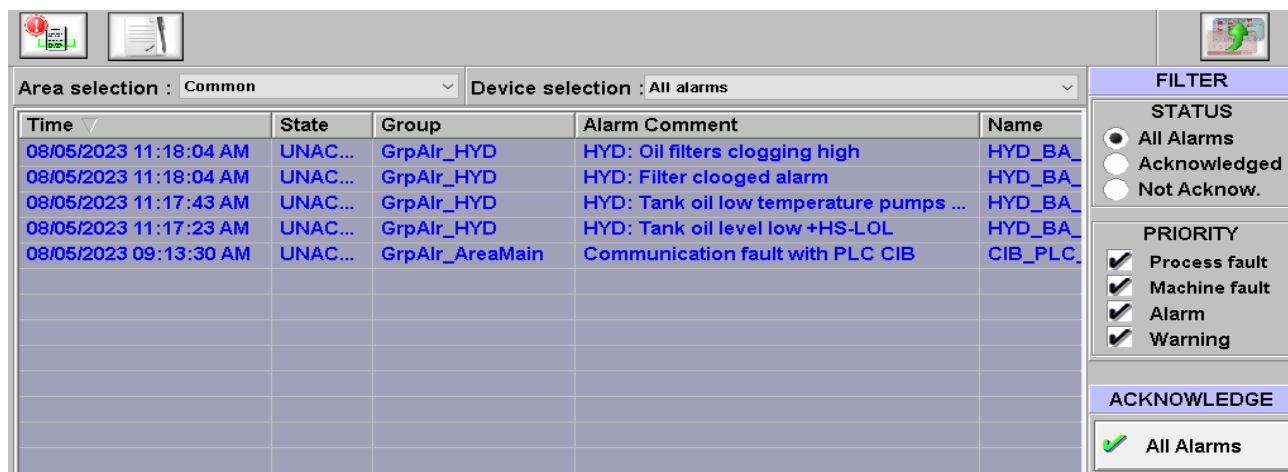 Area selection : Common Device selection : All alarms FILTER
Time State Group Alarm Comment Name
08/05/2023 11:18:04 AM UNAC... GrpAlr_HYD HYD: Oil filters clogging high HYD_BA_
08/05/2023 11:18:04 AM UNAC... GrpAlr_HYD HYD: Filter clooged alarm HYD_BA_
08/05/2023 11:17:43 AM UNAC... GrpAlr_HYD HYD: Tank oil low temperature pumps ... HYD_BA_
08/05/2023 11:17:23 AM UNAC... GrpAlr_HYD HYD: Tank oil level low +HS-LOL HYD_BA_
08/05/2023 09:13:30 AM UNAC... GrpAlr_AreaMain Communication fault with PLC CIB CIB_PLC_
STATUS
All Alarms
Acknowledged
Not Acknow.
PRIORITY
Process fault
Machine fault
Alarm
Warning
ACKNOWLEDGE
All Alarms